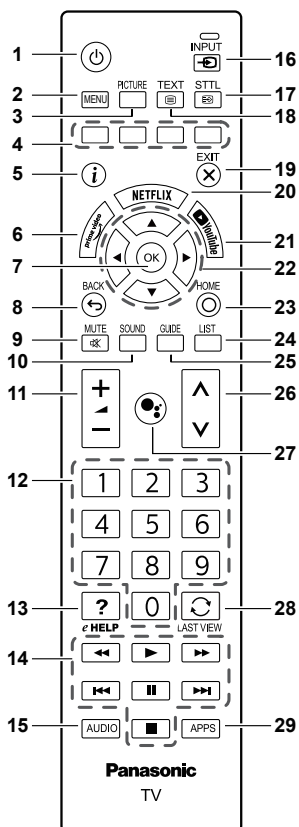 INPUT
1
16
2
MENU
PICTURE
TEXT
STTL
17
3
18
4
EXIT
5
i
19
NETFLIX
20
6
prime video
YouTube
21
7
OK
22
BACK
HOME
8
23
9
MUTE
SOUND
GUIDE
LIST
24
10
25
11
+
26
−
27
12
1 2 3
4 5 6
7 8 9
13
?
0
28
eHELP
LAST VIEW
14
15
AUDIO
APPS
29
Panasonic
TV